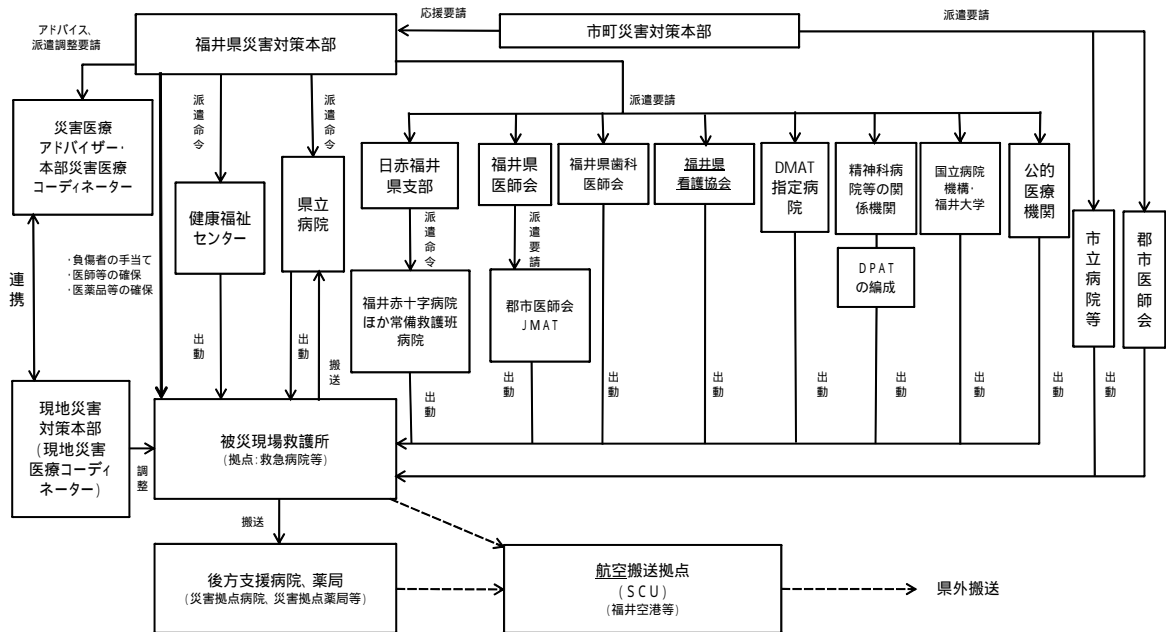 応援要請
派遣要請
アドバイス、
派遣調整要請
福井県災害対策本部
市町災害対策本部
派遣命令
派遣命令
派遣要請
災害医療
アドバイザー・
本部災害医療
コーディネーター
健康福祉
センター
県立
病院
日赤福井
県支部
福井県
医師会
福井県歯科
医師会
福井県
看護協会
DMAT
指定病院
精神科病
院等の関
係機関
国立病院
機構・
福井大学
公的
医療
機関
市立病院等
郡市医師会
派遣命令
派遣要請
DPAT
の編成
連携
・負傷者の手当て
・医師等の確保
・医薬品等の確保
福井赤十字病院
ほか常備救護班
病院
郡市医師会
JMAT
出動
出動
搬送
出動
出動
出動
出動
出動
出動
出動
出動
出動
出動
現地災害
対策本部
(現地災害
医療コーディ
ネーター)
調整
被災現場救護所
(拠点:救急病院等)
搬送
後方支援病院、薬局
(災害拠点病院、災害拠点薬局等)
航空搬送拠点
(SCU)
(福井空港等)
県外搬送